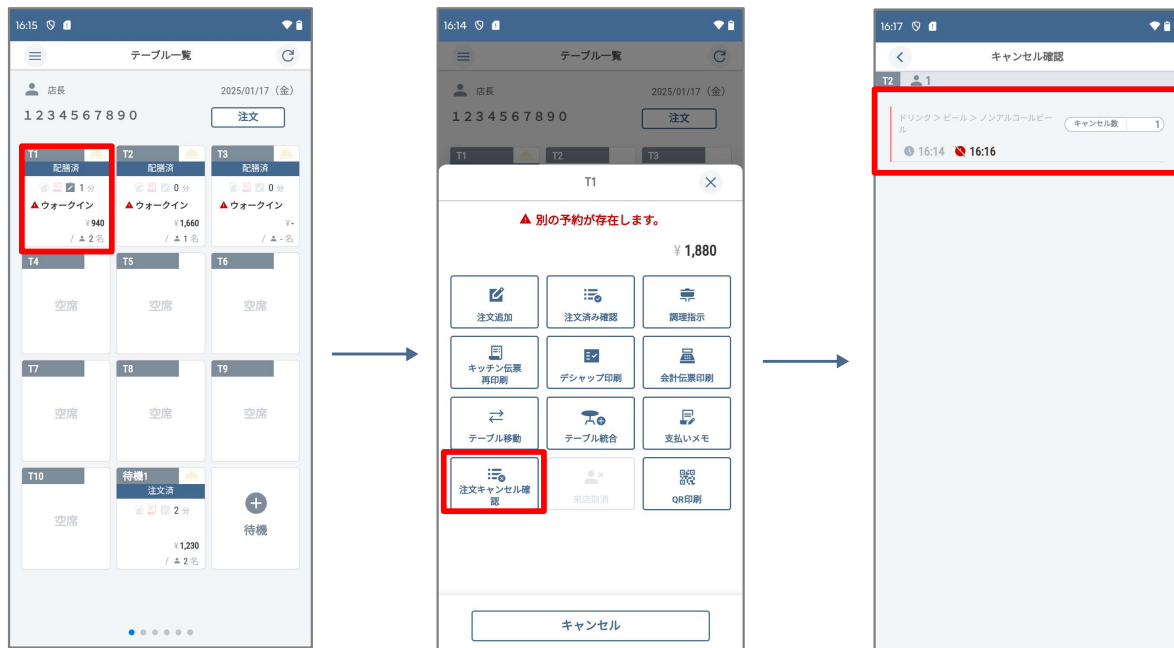 16:15
テーブル一覧
店長
2025/01/17（金）
1234567890
注文
T1
配膳済
1 分
ウォークイン
¥ 940
/ 2 名
T2
配膳済
0 分
ウォークイン
¥ 1,660
/ 1 名
T3
配膳済
0 分
ウォークイン
¥ -
/ - 名
T4
空席
T5
空席
T6
空席
T7
空席
T8
空席
T9
空席
T10
空席
待機1
注文済
2 分
¥ 1,230
/ 2 名
待機
16:14
テーブル一覧
店長
2025/01/17（金）
1234567890
注文
T1
T2
T3
T1
別の予約が存在します。
¥ 1,880
注文追加
注文済み確認
調理指示
キッチン伝票
再印刷
デシャップ印刷
会計伝票印刷
テーブル移動
テーブル統合
支払いメモ
注文キャンセル確
認
来店取消
QR印刷
キャンセル
16:17
キャンセル確認
T2
1
ドリンク > ビール > ノンアルコールビー
ル
キャンセル数 1
16:14 16:16